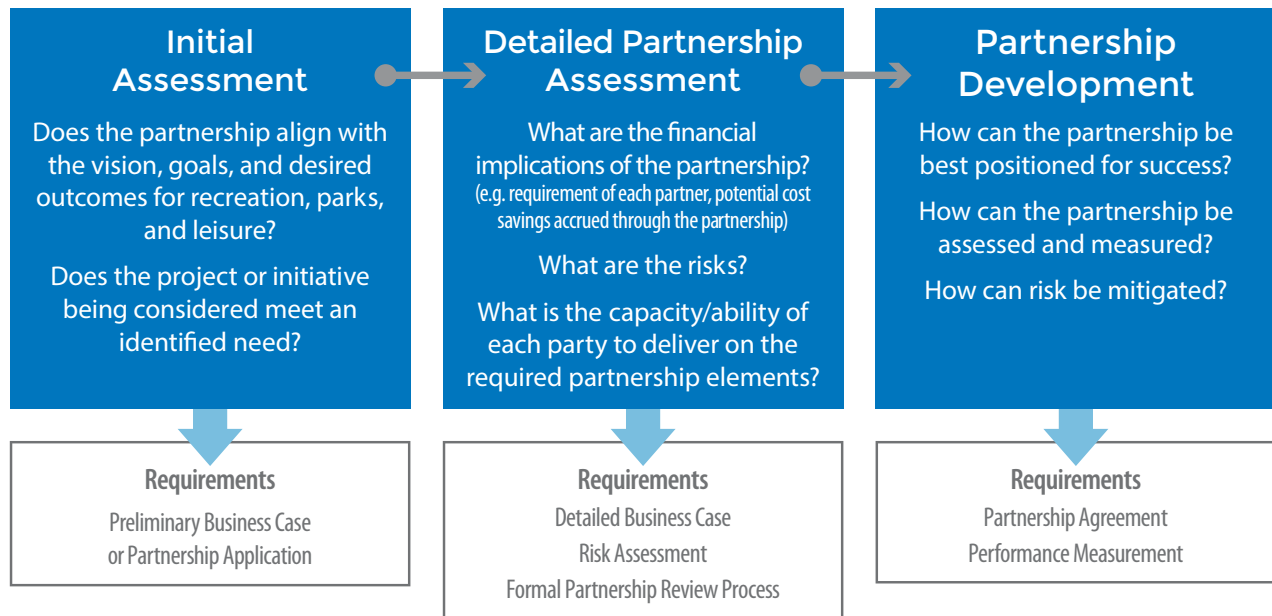 Initial
Assessment
Does the partnership align with
the vision, goals, and desired
outcomes for recreation, parks,
and leisure?
Does the project or initiative
being considered meet an
identified need?
Requirements
Preliminary Business Case
or Partnership Application
Detailed Partnership
Assessment
What are the financial
implications of the partnership?
(e.g. requirement of each partner, potential cost
savings accrued through the partnership)
What are the risks?
What is the capacity/ability of
each party to deliver on the
required partnership elements?
Requirements
Detailed Business Case
Risk Assessment
Formal Partnership Review Process
Partnership
Development
How can the partnership be
best positioned for success?
How can the partnership be
assessed and measured?
How can risk be mitigated?
Requirements
Partnership Agreement
Performance Measurement